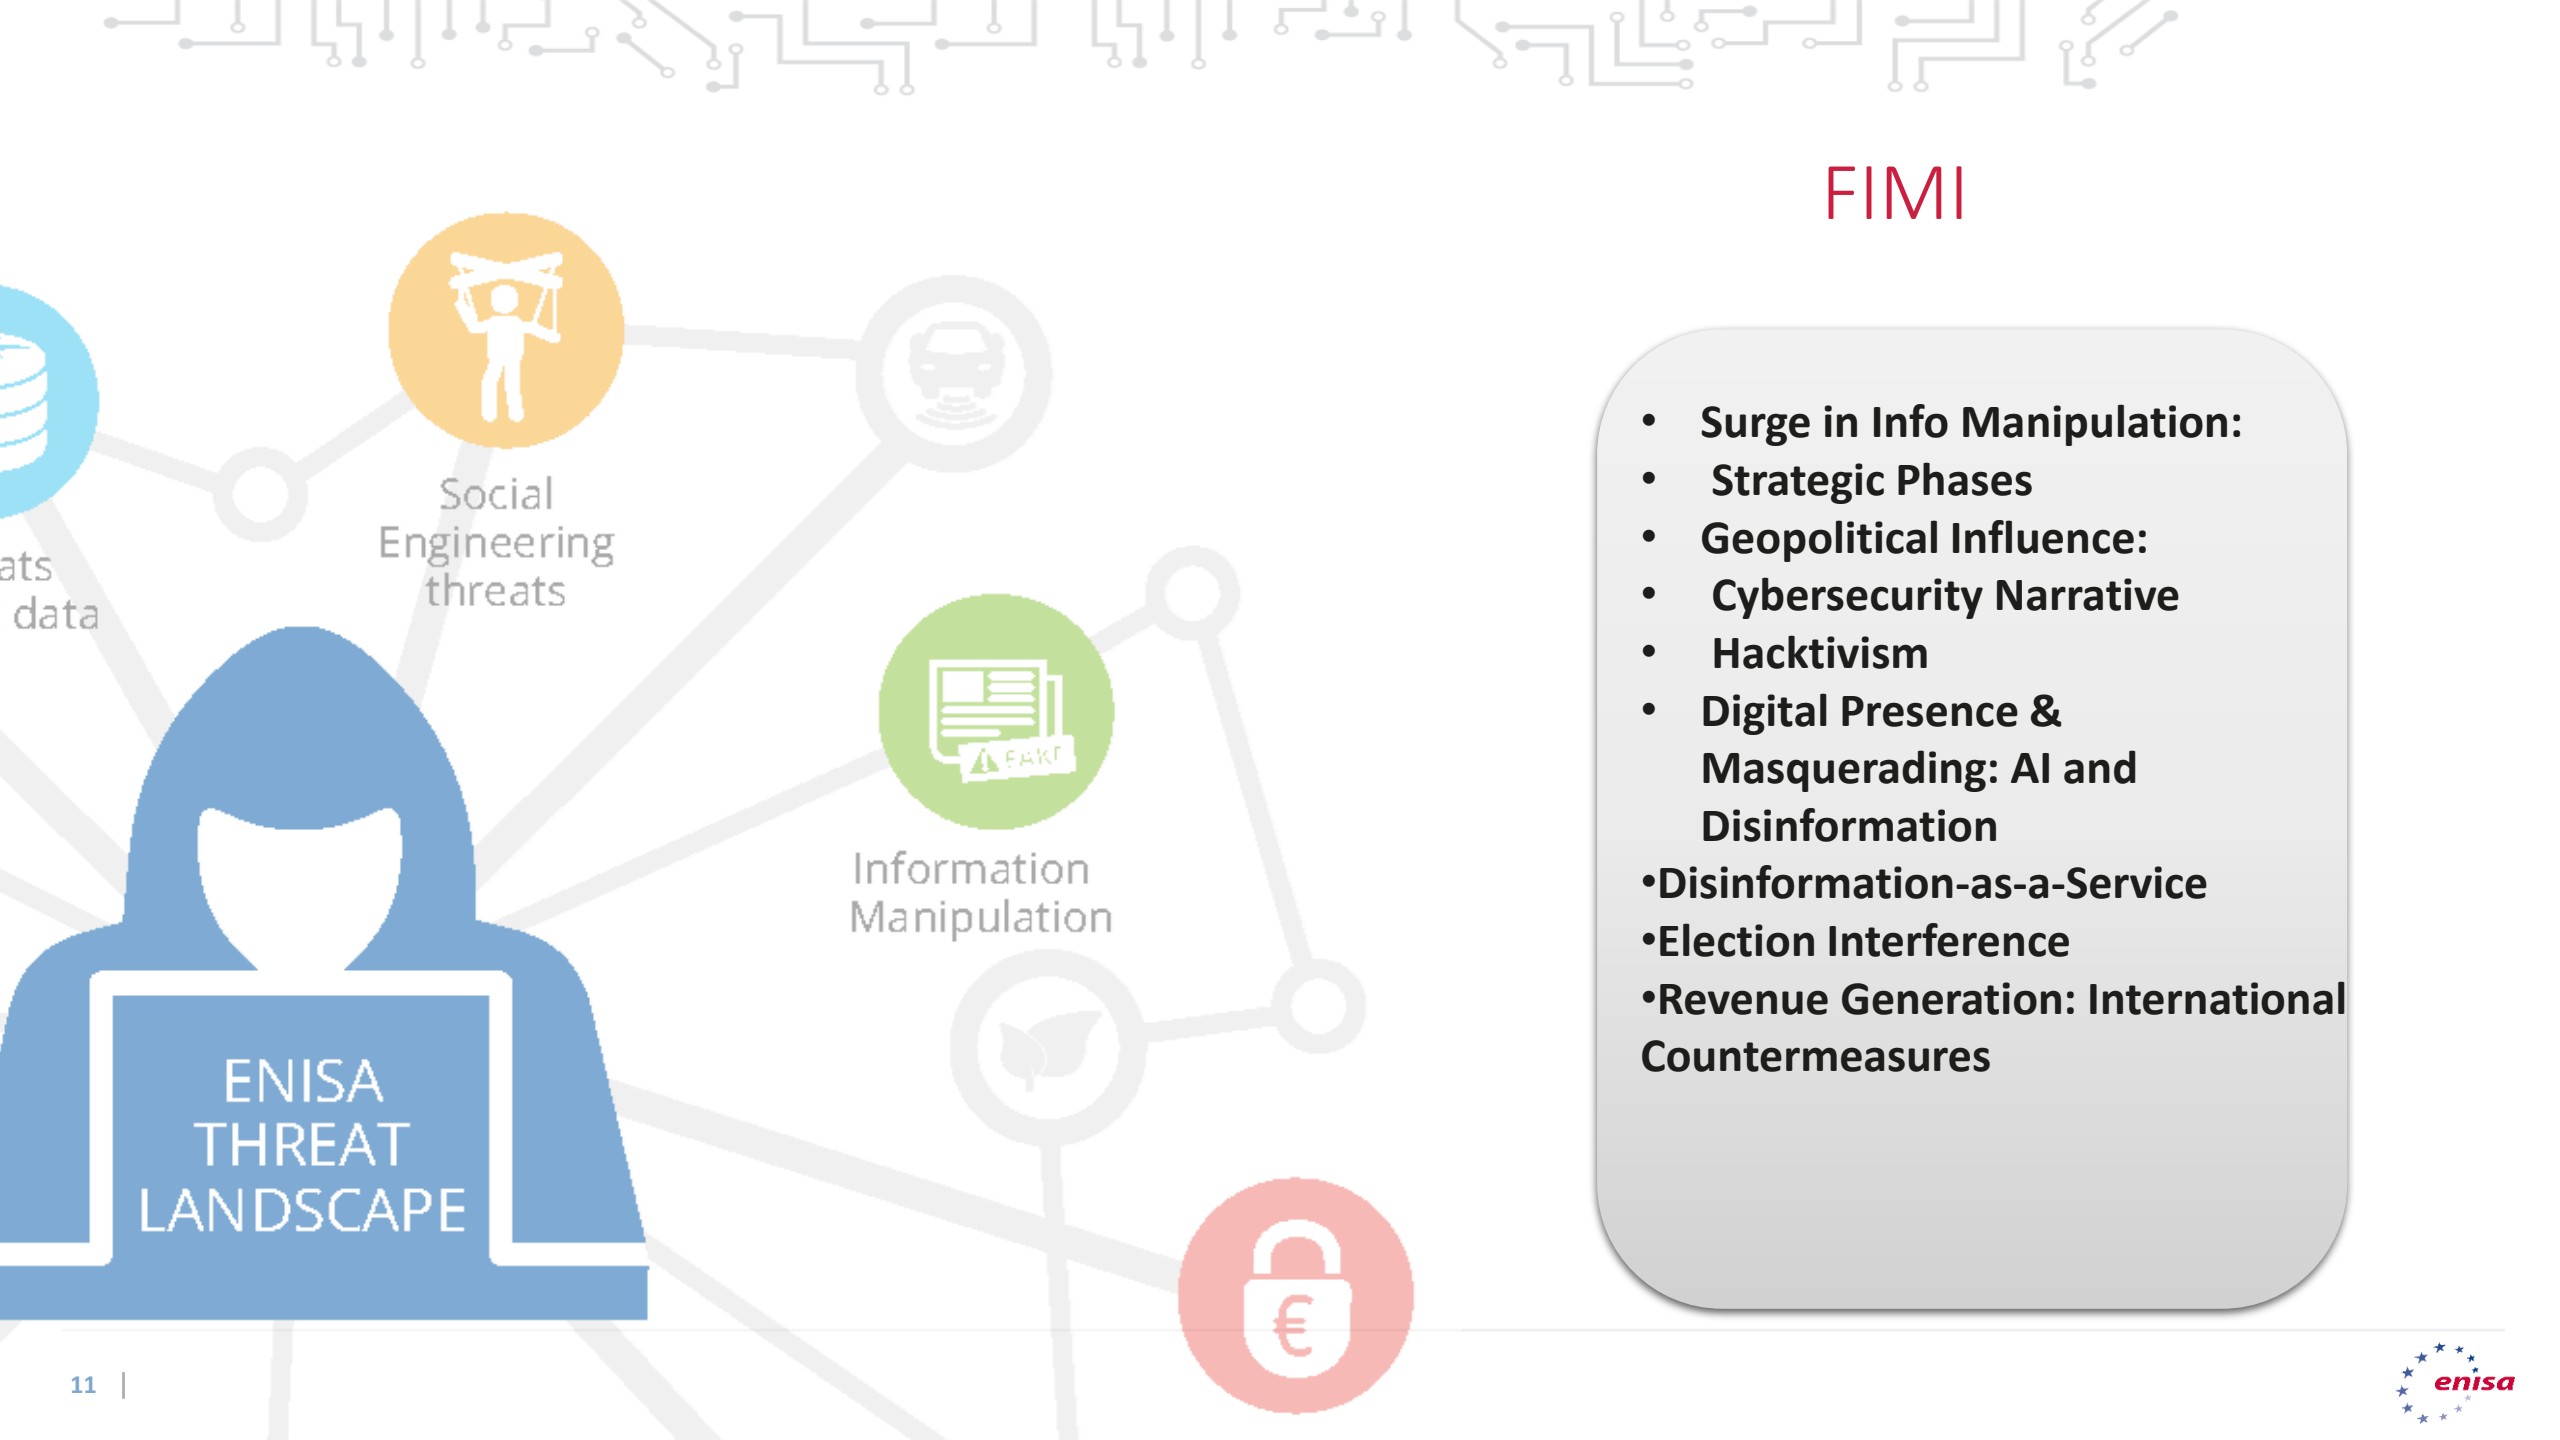 FIMI
Social
Engineering
threats
ats
data
Information
Manipulation
FAKE
ENISA
THREAT
LANDSCAPE
€
• Surge in Info Manipulation:
• Strategic Phases
• Geopolitical Influence:
• Cybersecurity Narrative
• Hacktivism
• Digital Presence &
Masquerading: AI and
Disinformation
•Disinformation-as-a-Service
•Election Interference
•Revenue Generation: International
Countermeasures
11
enisa